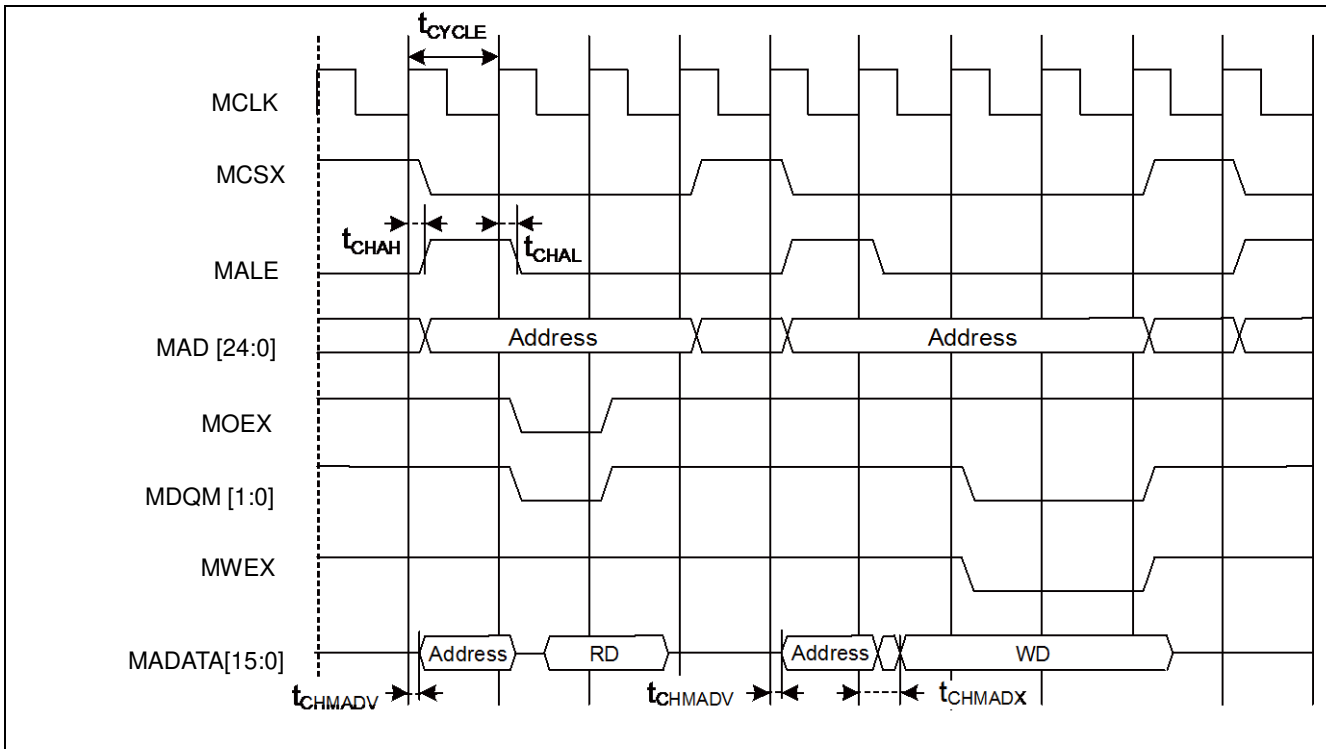 tCYCLE
MCLK
MCSX
tCHAH
tCHAL
MALE
MAD [24:0]
Address
Address
MOEX
MDQM [1:0]
MWEX
MADATA[15:0]
Address
RD
Address
WD
tCHMADV
tCHMADV
tCHMADX